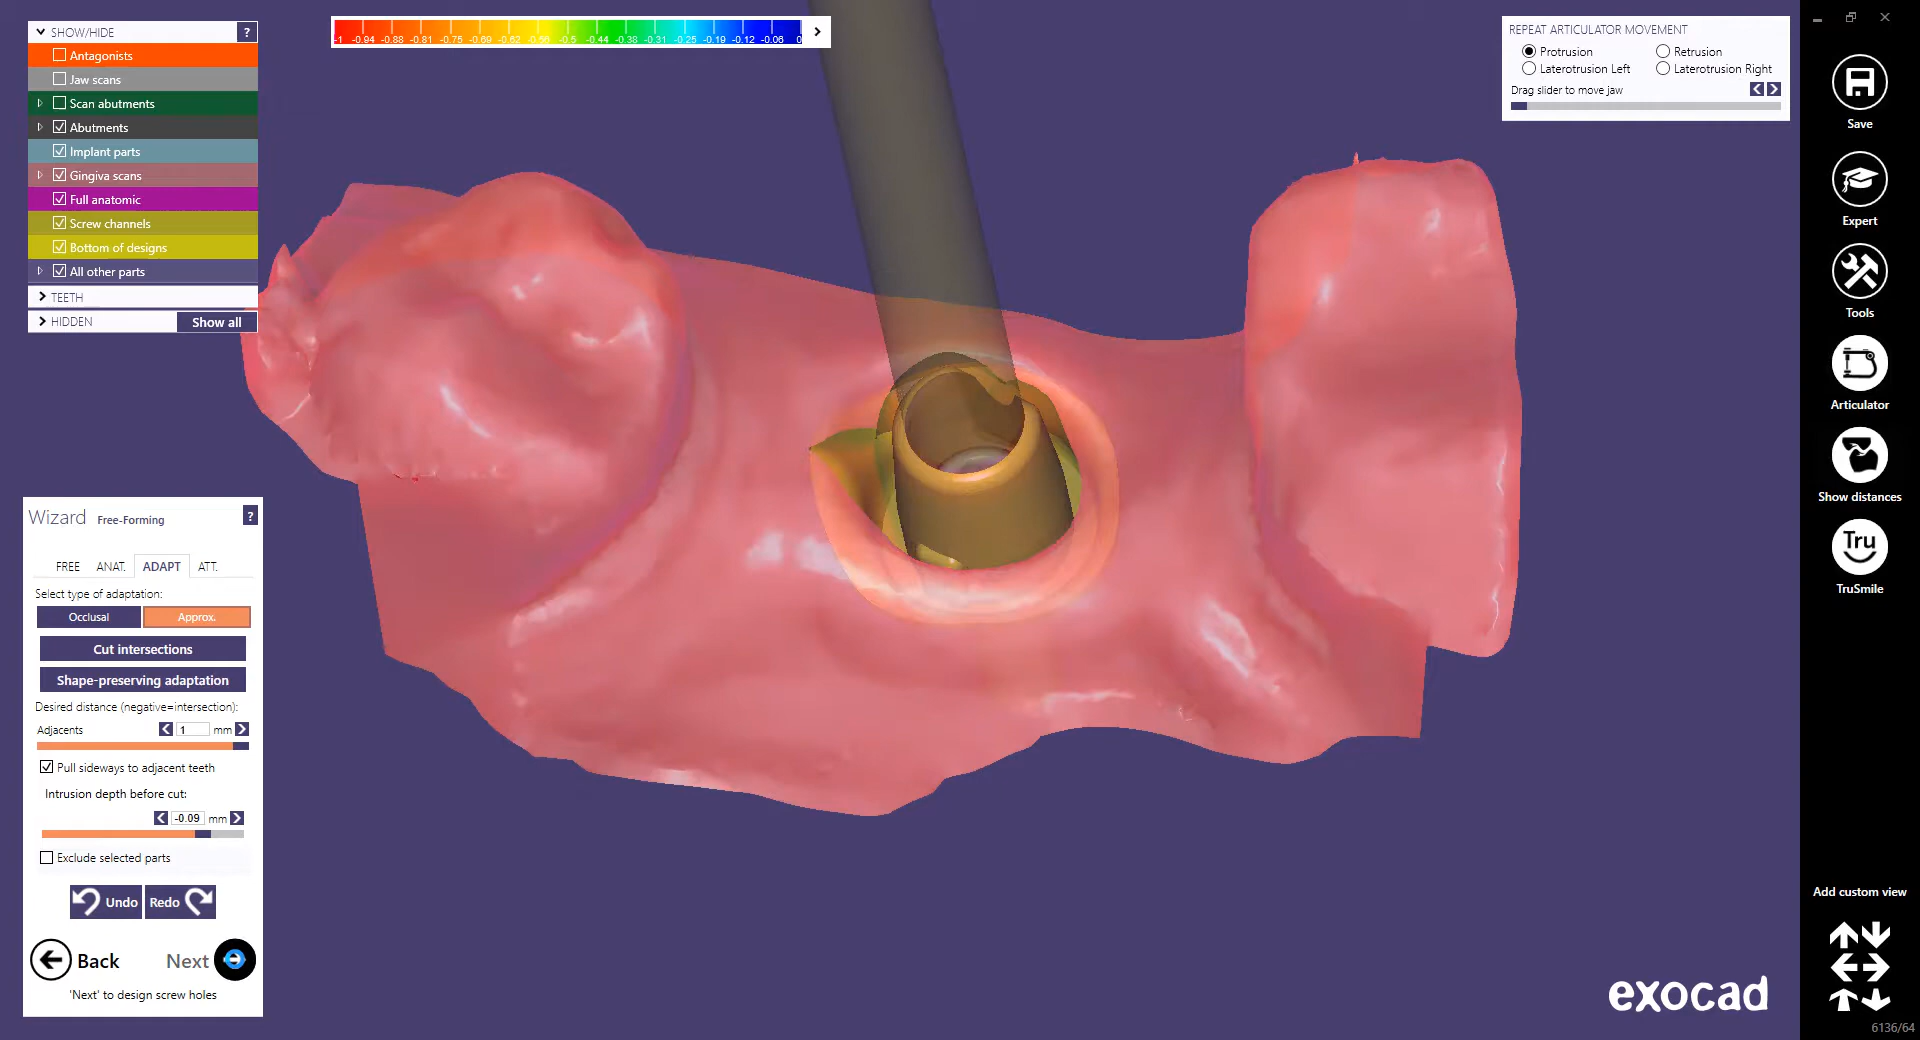 SHOW/HIDE
?
Antagonists
Jaw scans
Scan abutments
Abutments
Implant parts
Gingiva scans
Full anatomic
Screw channels
Bottom of designs
All other parts
TEETH
HIDDEN
Show all
-1 -0.94 -0.88 -0.81 -0.75 -0.69 -0.62 -0.56 -0.5 -0.44 -0.38 -0.31 -0.25 -0.19 -0.12 -0.06 0
REPEAT ARTICULATOR MOVEMENT
Protrusion Retrusion
Laterotrusion Left Laterotrusion Right
Drag slider to move jaw
Save
Expert
Tools
Articulator
Show distances
Tru
TruSmile
Wizard Free-Forming ?
FREE ANAT. ADAPT ATT.
Select type of adaptation:
Occlusal Approx.
Cut intersections
Shape-preserving adaptation
Desired distance (negative=intersection):
Adjacents 1 mm
Pull sideways to adjacent teeth
Intrusion depth before cut:
-0.09 mm
Exclude selected parts
Undo Redo
Back Next
'Next' to design screw holes
Add custom view
exocad
6136/64